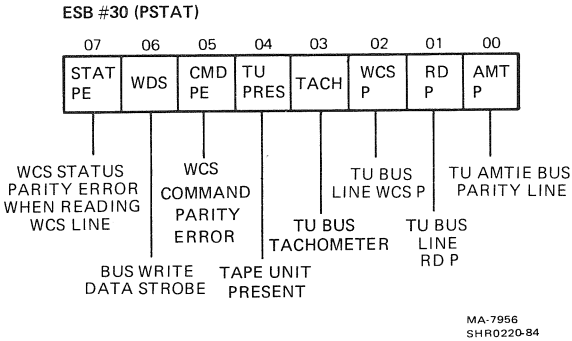 ESB #30 (PSTAT)
07 06 05 04 03 02 01 00
STAT PE
WDS
CMD PE
TU PRES
TACH
WCS P
RD P
AMT P
WCS STATUS
PARITY ERROR
WHEN READING
WCS LINE
BUS WRITE
DATA STROBE
WCS
COMMAND
PARITY
ERROR
TAPE UNIT
PRESENT
TU BUS
TACHOMETER
TU BUS
LINE WCS P
TU BUS
LINE
RD P
TU AMTIE BUS
PARITY LINE
MA-7956
SHR0220-84